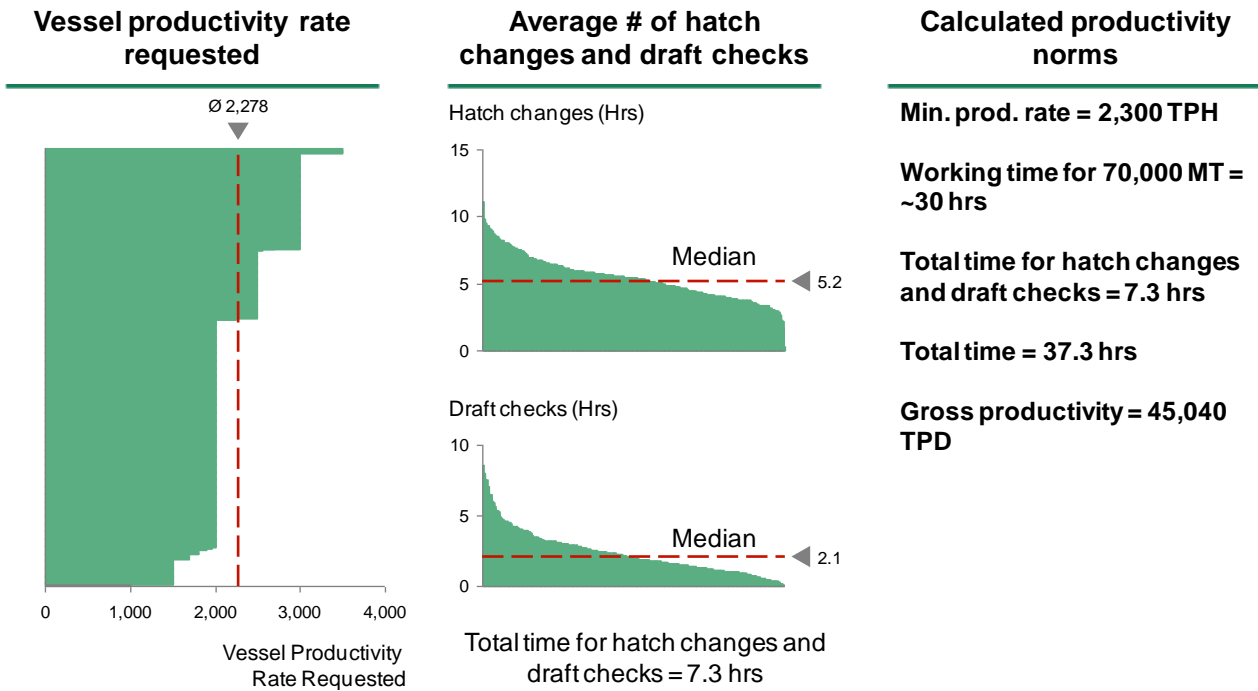 Vessel productivity rate
requested
Ø 2,278
0
1,000
2,000
3,000
4,000
Vessel Productivity
Rate Requested
Average # of hatch
changes and draft checks
Hatch changes (Hrs)
15
10
5
0
Median
5.2
Draft checks (Hrs)
10
5
0
Median
2.1
Total time for hatch changes and
draft checks = 7.3 hrs
Calculated productivity
norms
Min. prod. rate = 2,300 TPH
Working time for 70,000 MT =
~30 hrs
Total time for hatch changes
and draft checks = 7.3 hrs
Total time = 37.3 hrs
Gross productivity = 45,040
TPD